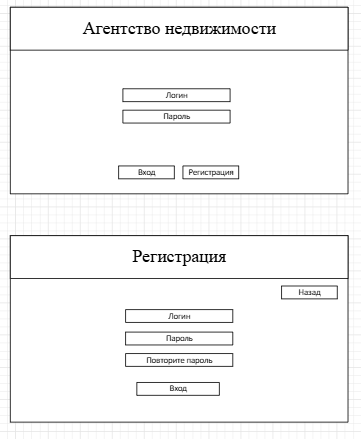 Агентство недвижимости
Логин
Пароль
Вход Регистрация
Регистрация
Назад
Логин
Пароль
Повторите пароль
Вход